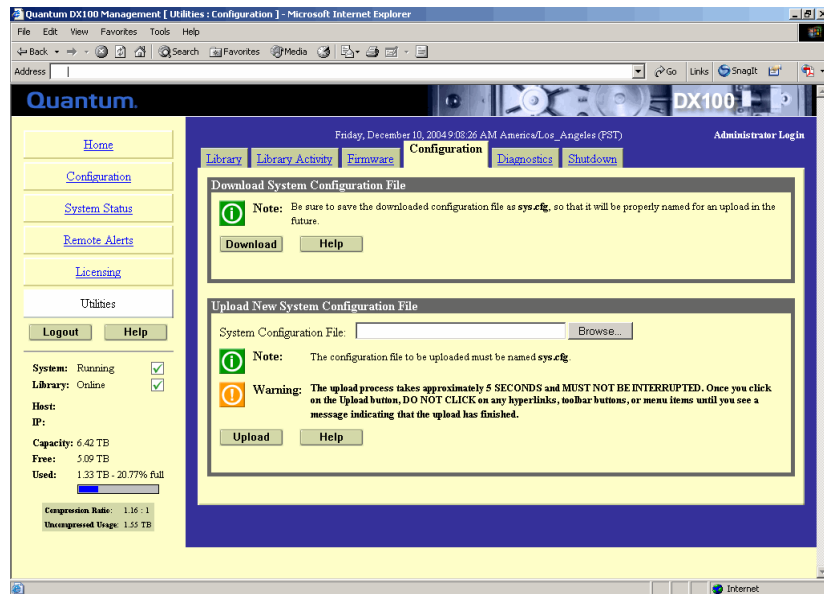 Quantum DX100 Management [ Utilities : Configuration ] - Microsoft Internet Explorer
File Edit View Favorites Tools Help
Back Search Favorites Media
Address Go Links SnagIt
Quantum. DX100
Friday, December 10, 2004 9:08:26 AM America/Los_Angeles (PST) Administrator Login
Library Library Activity Firmware Configuration Diagnostics Shutdown
Home
Configuration
System Status
Remote Alerts
Licensing
Utilities
Logout Help
System: Running
Library: Online
Host:
IP:
Capacity: 6.42 TB
Free: 5.09 TB
Used: 1.33 TB - 20.77% full
Compression Ratio: 1.16 : 1
Uncompressed Usage: 1.55 TB
Download System Configuration File
Note: Be sure to save the downloaded configuration file as sys.cfg, so that it will be properly named for an upload in the
future.
Download Help
Upload New System Configuration File
System Configuration File: Browse...
Note: The configuration file to be uploaded must be named sys.cfg.
Warning: The upload process takes approximately 5 SECONDS and MUST NOT BE INTERRUPTED. Once you click
on the Upload button, DO NOT CLICK on any hyperlinks, toolbar buttons, or menu items until you see a
message indicating that the upload has finished.
Upload Help
Internet